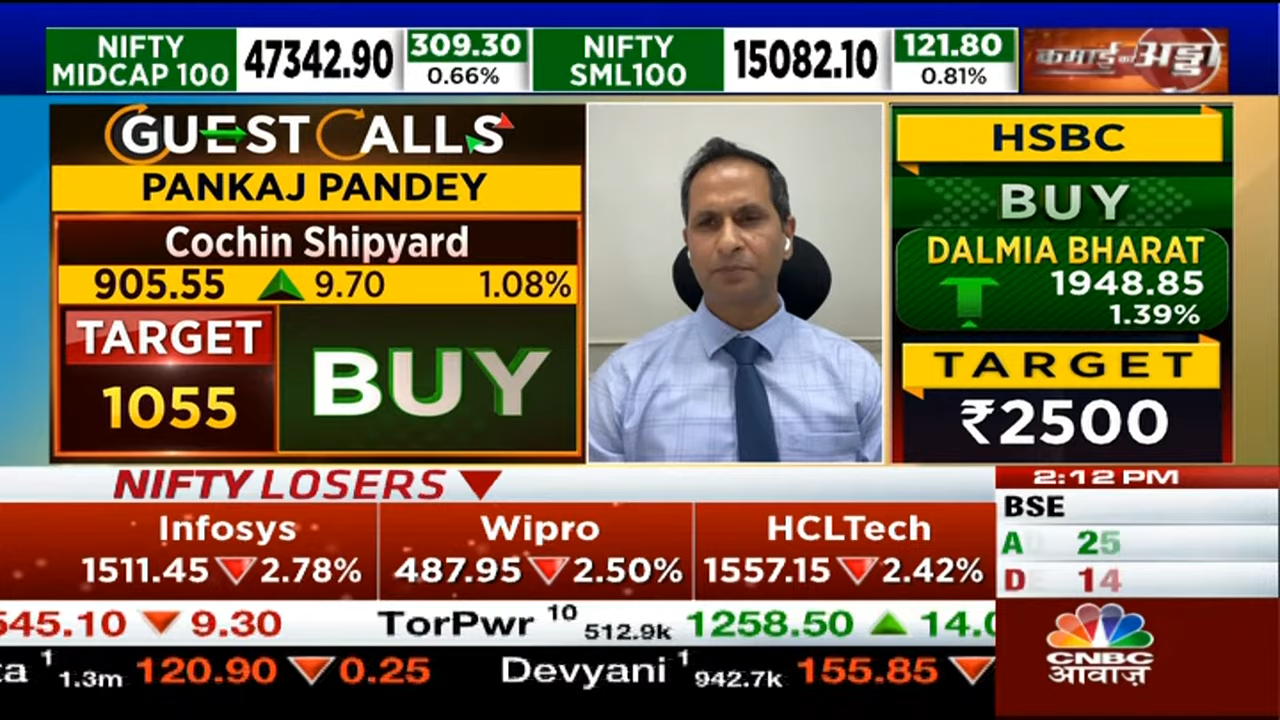 NIFTY MIDCAP 100 47342.90 309.30 0.66%
NIFTY SML100 15082.10 121.80 0.81%
कमाई का अड्डा
GUEST CALLS
PANKAJ PANDEY
Cochin Shipyard
905.55 9.70 1.08%
TARGET
1055
BUY
HSBC
BUY
DALMIA BHARAT
1948.85
1.39%
TARGET
₹2500
NIFTY LOSERS
Infosys
1511.45 2.78%
Wipro
487.95 2.50%
HCLTech
1557.15 2.42%
2:12 PM
BSE
A 25
D 14
545.10 9.30 TorPwr 10 512.9k 1258.50 14.0
ta 1 1.3m 120.90 0.25 Devyani 1 942.7k 155.85
CNBC
आवाज़